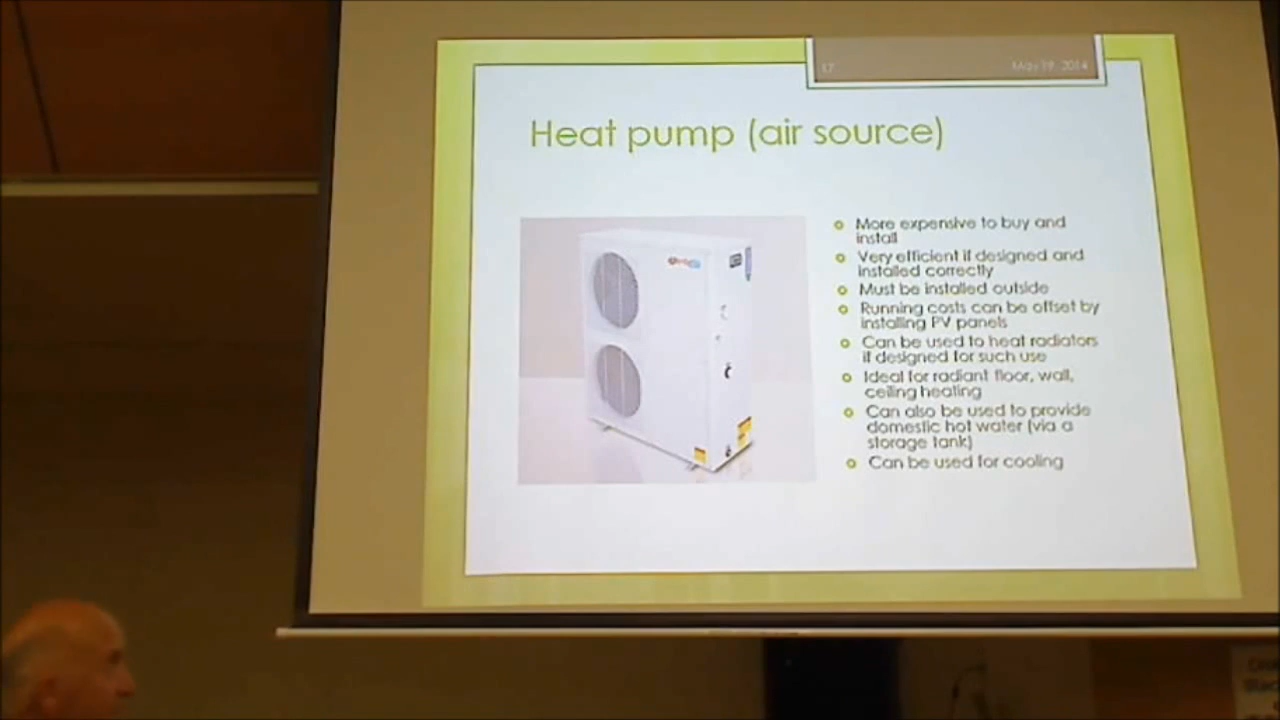 17 May 19, 2014
Heat pump (air source)
More expensive to buy and
install
Very efficient if designed and
installed correctly
Must be installed outside
Running costs can be offset by
installing PV panels
Can be used to heat radiators
if designed for such use
Ideal for radiant floor, wall,
ceiling heating
Can also be used to provide
domestic hot water (via a
storage tank)
Can be used for cooling